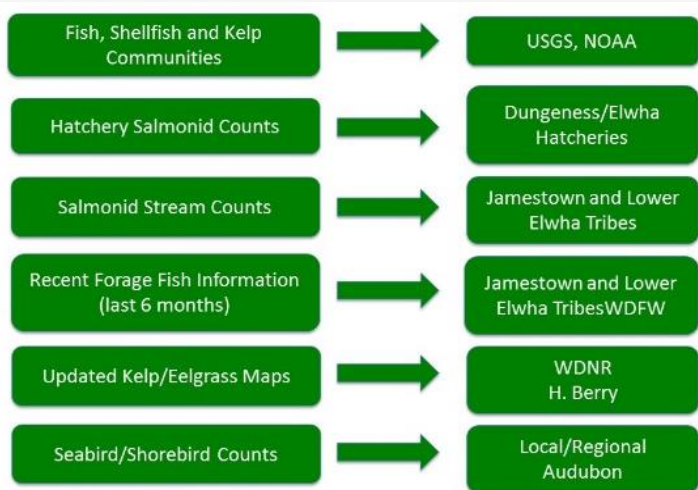 Fish, Shellfish and Kelp
Communities
USGS, NOAA
Hatchery Salmonid Counts
Dungeness/Elwha
Hatcheries
Salmonid Stream Counts
Jamestown and Lower
Elwha Tribes
Recent Forage Fish Information
(last 6 months)
Jamestown and Lower
Elwha TribesWDFW
Updated Kelp/Eelgrass Maps
WDNR
H. Berry
Seabird/Shorebird Counts
Local/Regional
Audubon